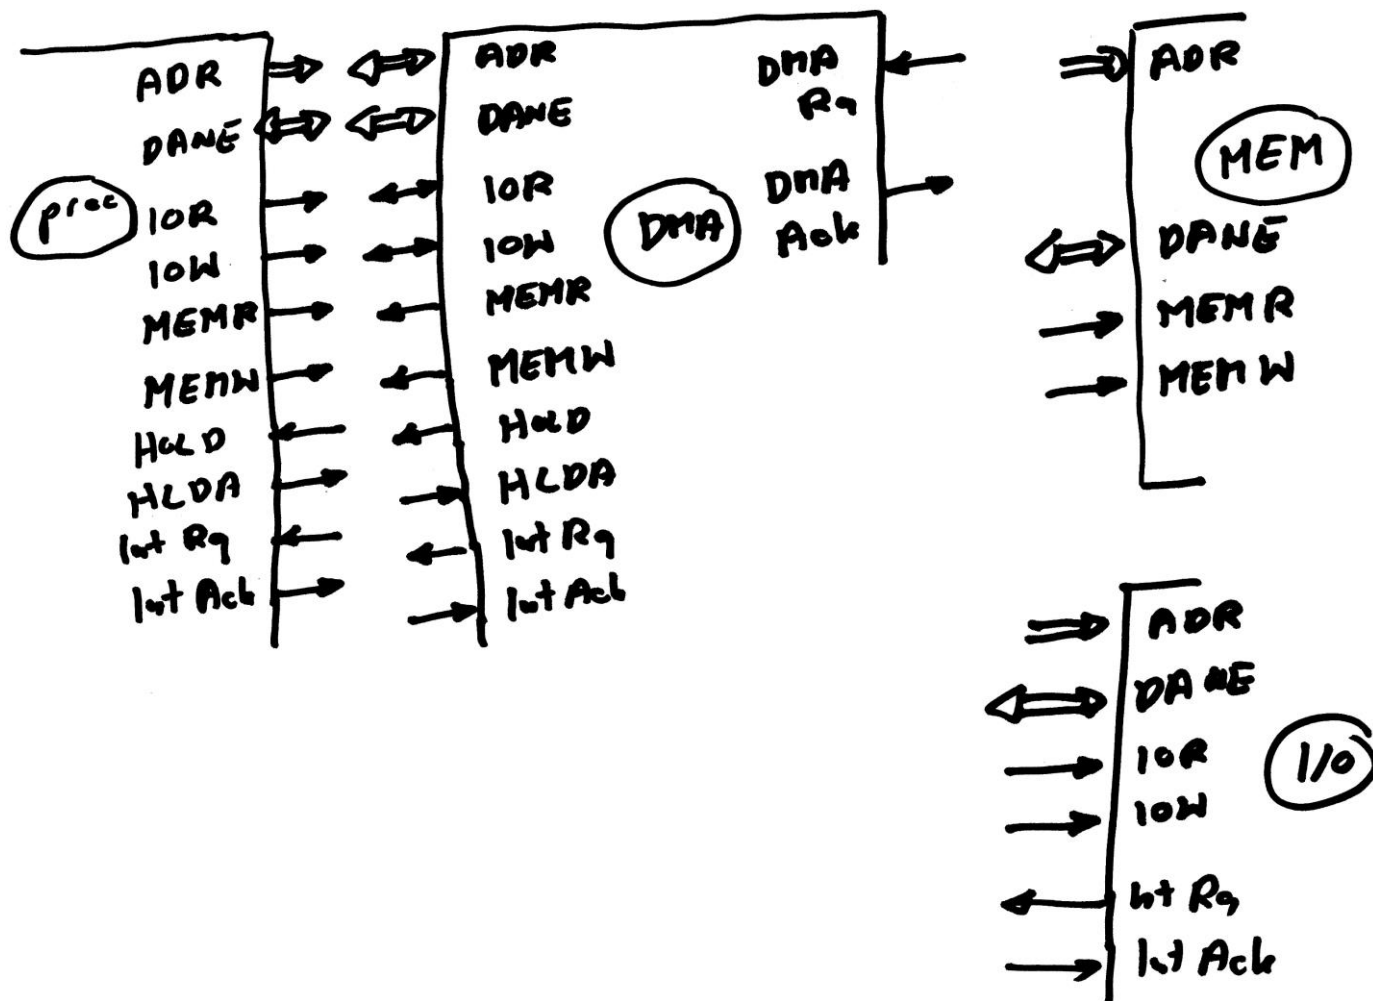 ADR
DANE
proc
IOR
IOW
MEMR
MEMW
HOLD
HLDA
Int Rq
Int Ack
ADR
DANE
IOR
IOW
MEMR
MEMW
HOLD
HLDA
Int Rq
Int Ack
DMA
DMA
Rq
DMA
Ack
ADR
MEM
DANE
MEMR
MEMW
ADR
DANE
IOR
IOW
I/O
Int Rq
Int Ack